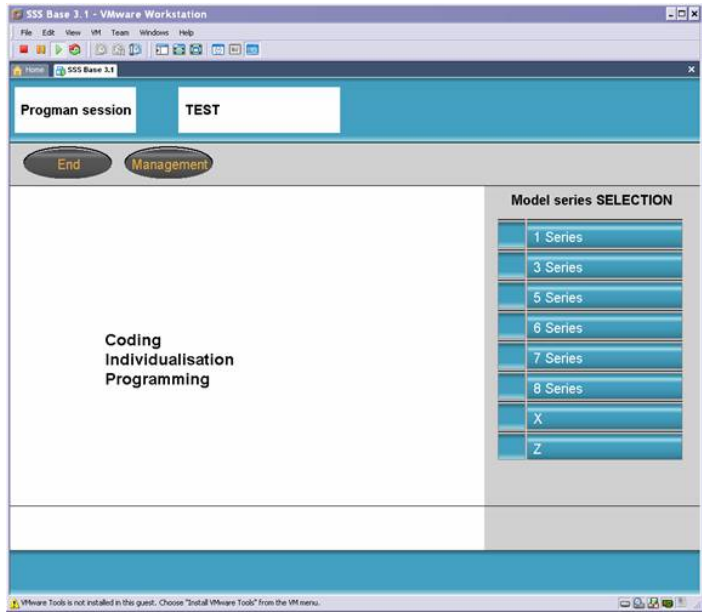 SSS Base 3.1 - VMware Workstation
File Edit View VM Team Windows Help
Home SSS Base 3.1
Progman session TEST
End Management
Model series SELECTION
1 Series
3 Series
5 Series
6 Series
7 Series
8 Series
X
Z
Coding
Individualisation
Programming
VMware Tools is not installed in this guest. Choose "Install VMware Tools" from the VM menu.